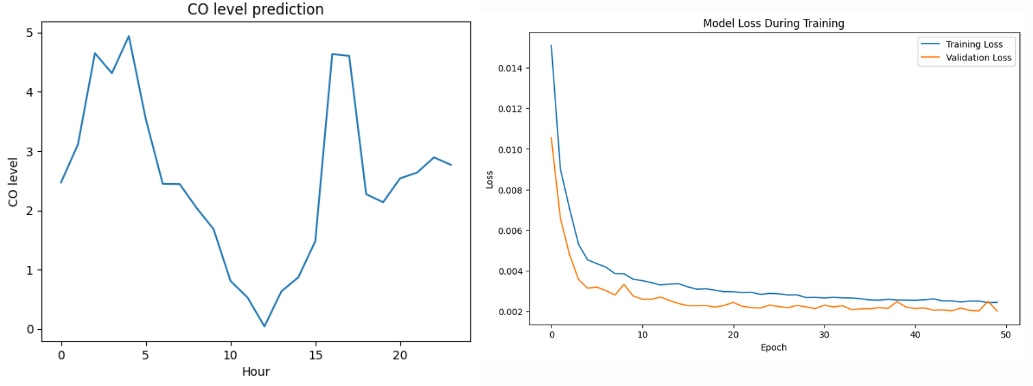 CO level prediction
CO level
5
4
3
2
1
0
0 5 10 15 20
Hour
Model Loss During Training
Training Loss
Validation Loss
Loss
0.014
0.012
0.010
0.008
0.006
0.004
0.002
0 10 20 30 40 50
Epoch